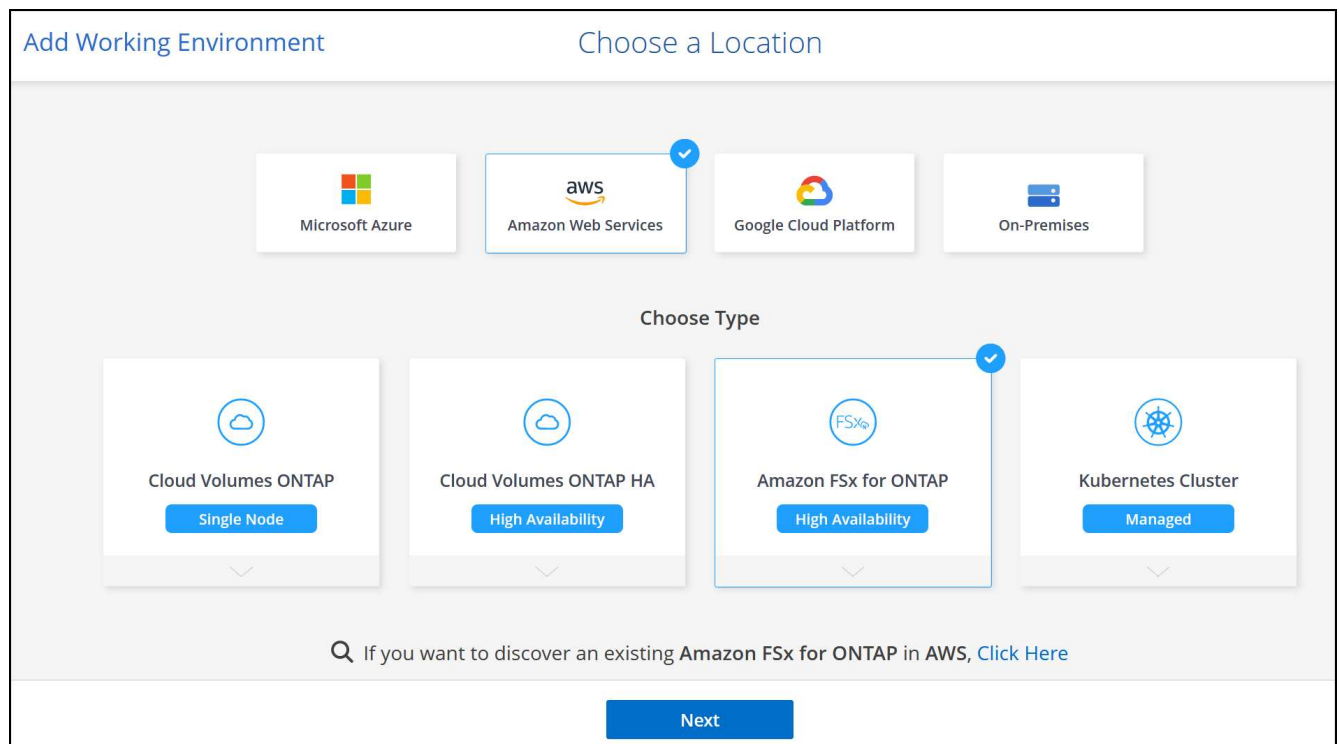 Add Working Environment
Choose a Location
aws
Microsoft Azure
Amazon Web Services
Google Cloud Platform
On-Premises
Choose Type
FSx
Cloud Volumes ONTAP
Cloud Volumes ONTAP HA
Amazon FSx for ONTAP
Kubernetes Cluster
Single Node
High Availability
High Availability
Managed
If you want to discover an existing Amazon FSx for ONTAP in AWS, Click Here
Next